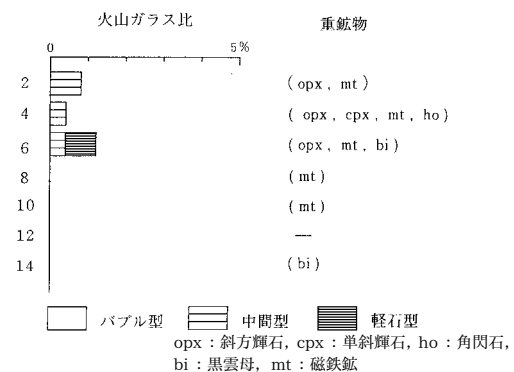 火山ガラス比 重鉱物
0 5%
2 (opx, mt)
4 (opx, cpx, mt, ho)
6 (opx, mt, bi)
8 (mt)
10 (mt)
12 —
14 (bi)
バブル型 中間型 軽石型
opx：斜方輝石, cpx：単斜輝石, ho：角閃石,
bi：黒雲母, mt：磁鉄鉱